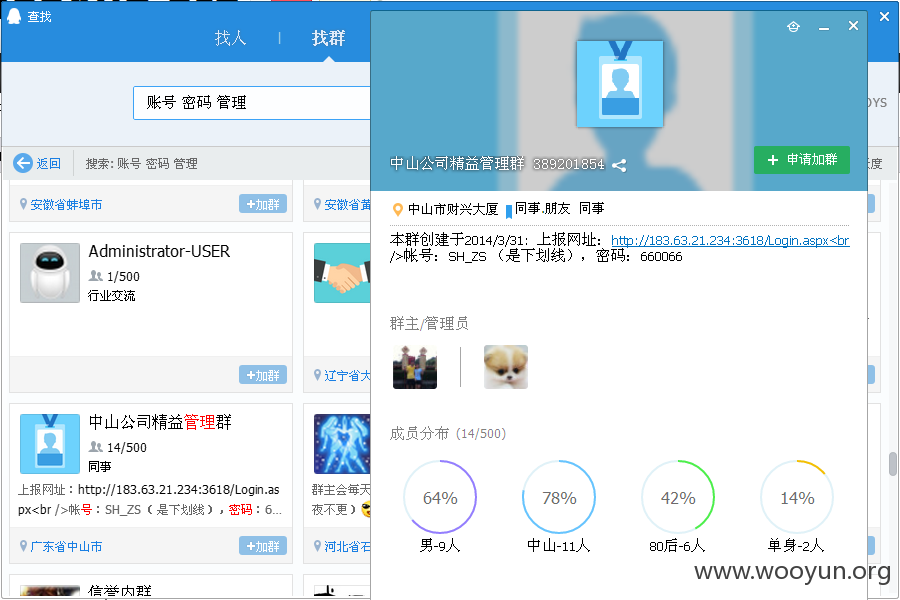 查找
找人
找群
账号 密码 管理
返回
搜索: 账号 密码 管理
安徽省蚌埠市
+加群
Administrator-USER
1/500
行业交流
+加群
中山公司精益管理群
14/500
同事
上报网址：http://183.63.21.234:3618/Login.as
px<br />帐号：SH_ZS（是下划线），密码：6...
广东省中山市
+加群
信誉内群
安徽省黄
辽宁省大
群主会每天
夜不更）
河北省石
中山公司精益管理群 389201854
+ 申请加群
中山市财兴大厦 同事.朋友 同事
本群创建于2014/3/31: 上报网址：http://183.63.21.234:3618/Login.aspx<br
/>帐号：SH_ZS（是下划线），密码：660066
群主/管理员
成员分布 (14/500)
64%
78%
42%
14%
男-9人
中山-11人
80后-6人
单身-2人
www.wooyun.org